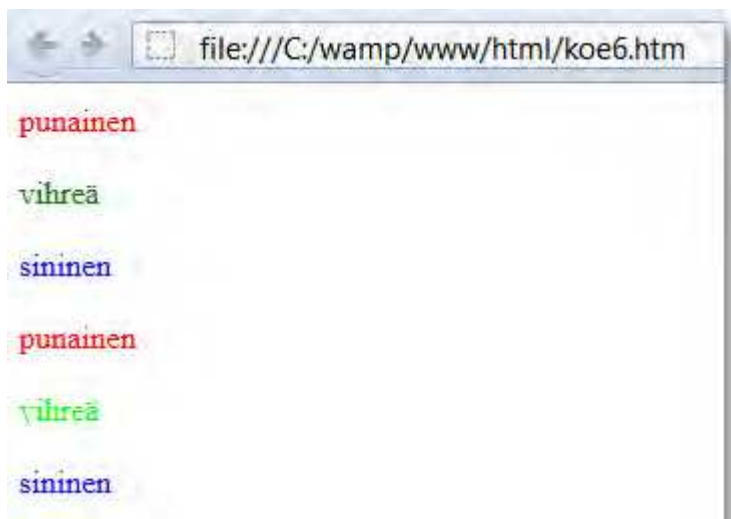 file:///C:/wamp/www/html/koe6.htm
punainen
vihreä
sininen
punainen
vihreä
sininen